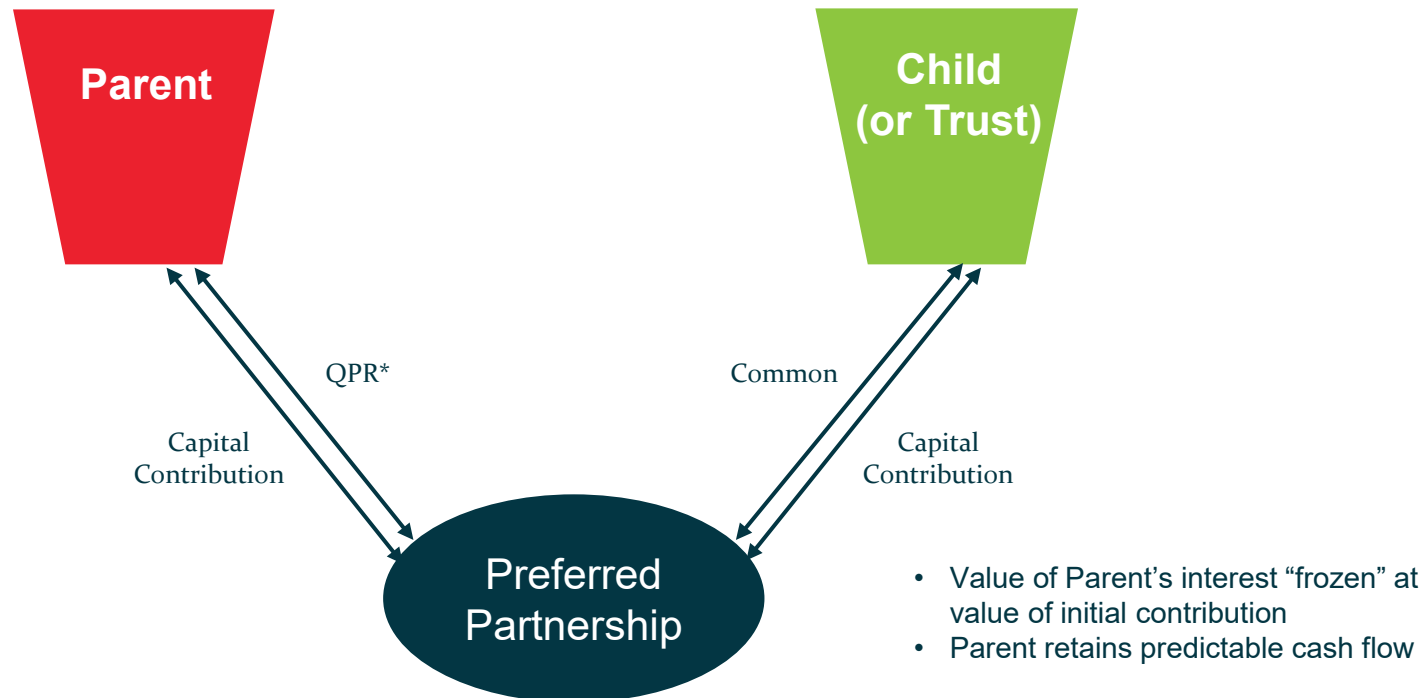 Parent
Child
(or Trust)
QPR*
Common
Capital
Contribution
Capital
Contribution
Preferred
Partnership
• Value of Parent’s interest “frozen” at
value of initial contribution
• Parent retains predictable cash flow